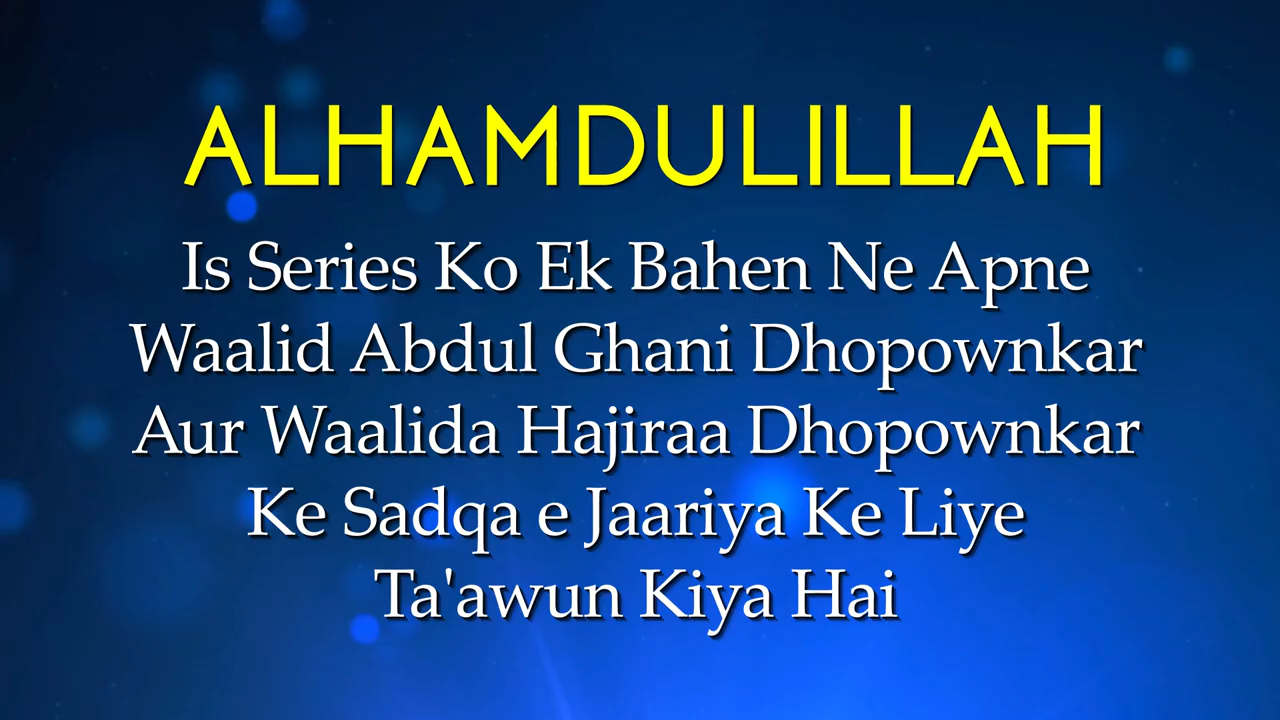 ALHAMDULILLAH
Is Series Ko Ek Bahen Ne Apne
Waalid Abdul Ghani Dhopownkar
Aur Waalida Hajiraa Dhopownkar
Ke Sadqa e Jaariya Ke Liye
Ta'awun Kiya Hai